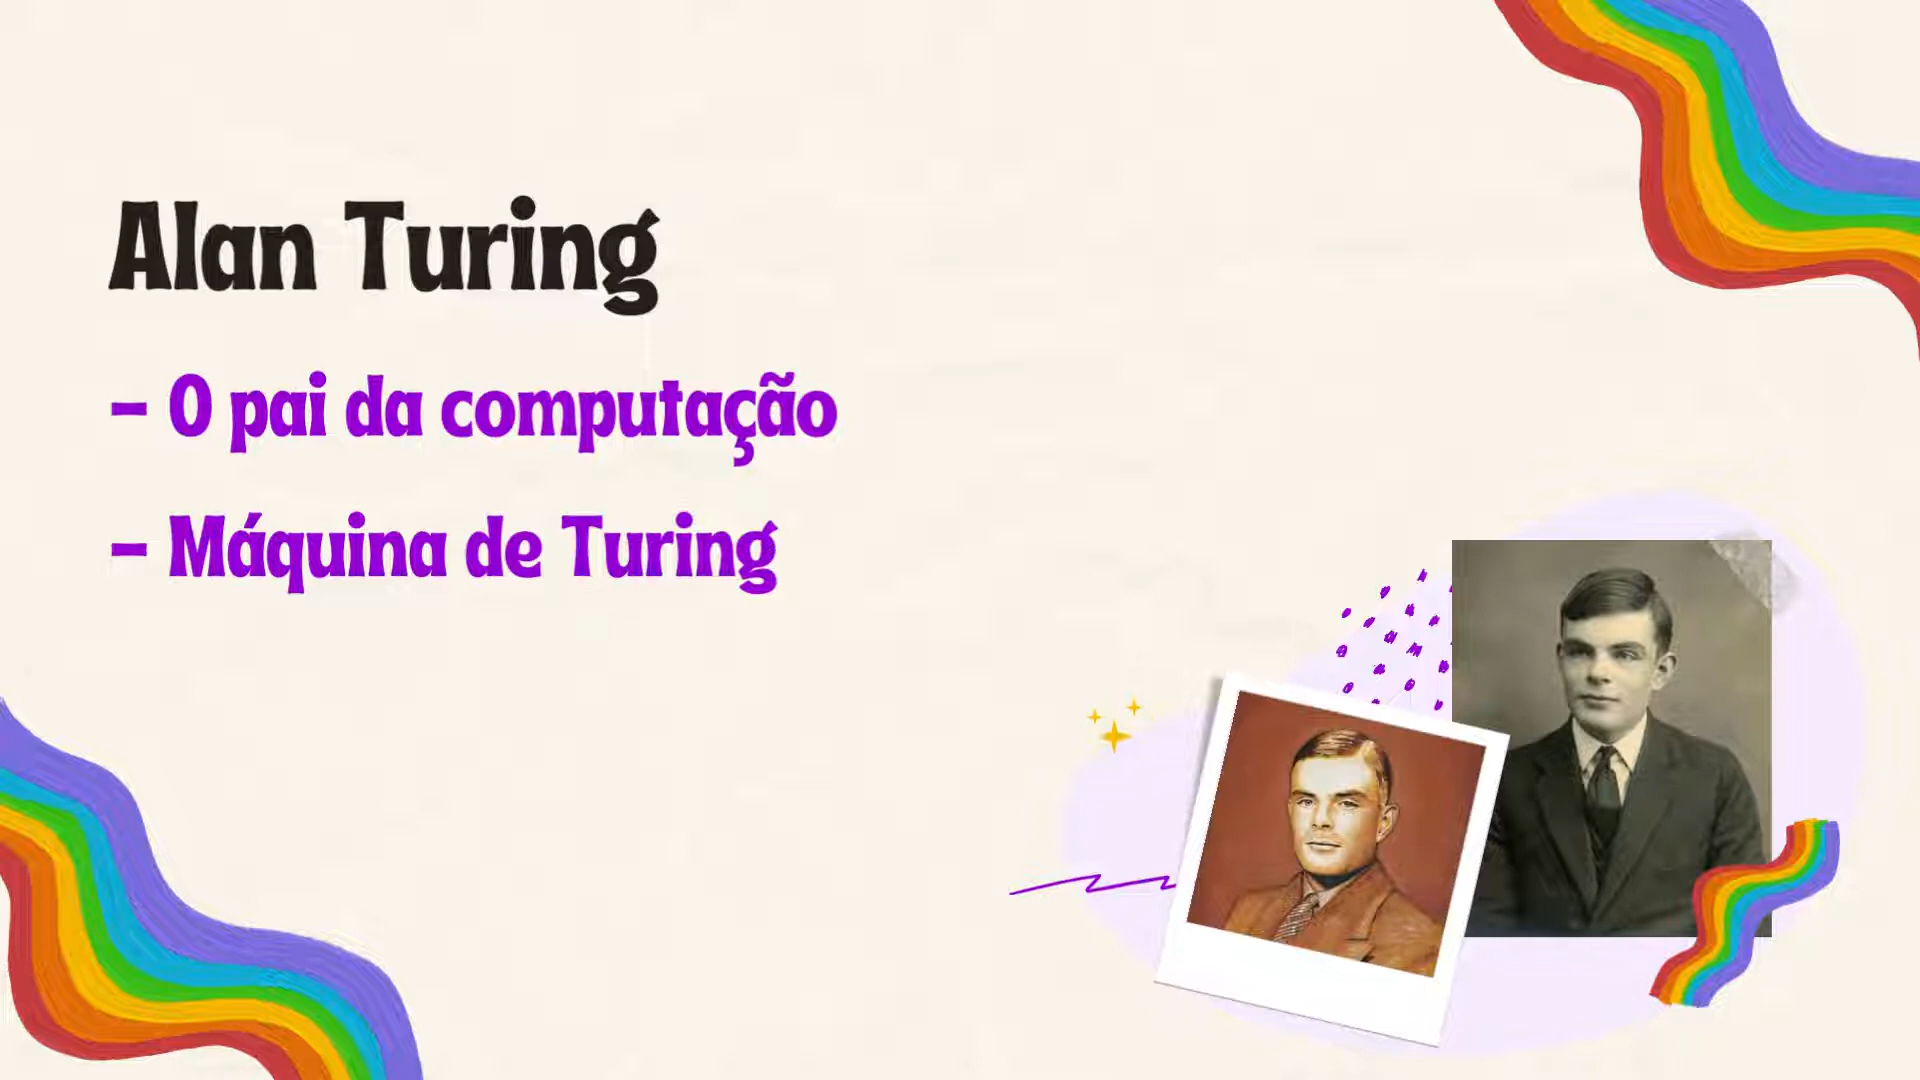 Alan Turing
- O pai da computação
- Máquina de Turing